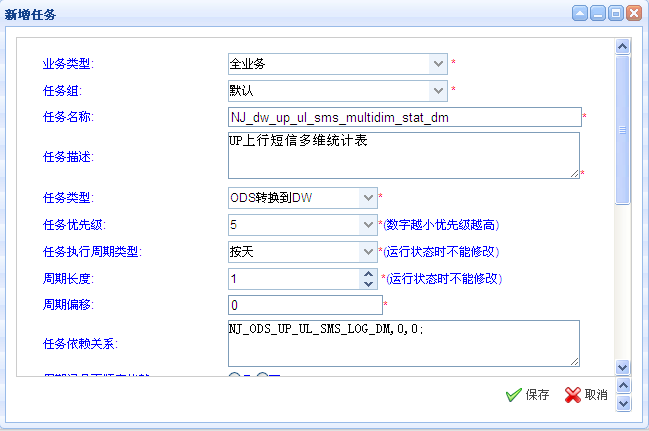 新增任务
业务类型: 全业务 *
任务组: 默认 *
任务名称: NJ_dw_up_ul_sms_multidim_stat_dm *
任务描述: UP上行短信多维统计表 *
任务类型: ODS转换到DW *
任务优先级: 5 *(数字越小优先级越高)
任务执行周期类型: 按天 *(运行状态时不能修改)
周期长度: 1 *(运行状态时不能修改)
周期偏移: 0 *
任务依赖关系: NJ_ODS_UP_UL_SMS_LOG_DM,0,0;
保存 取消